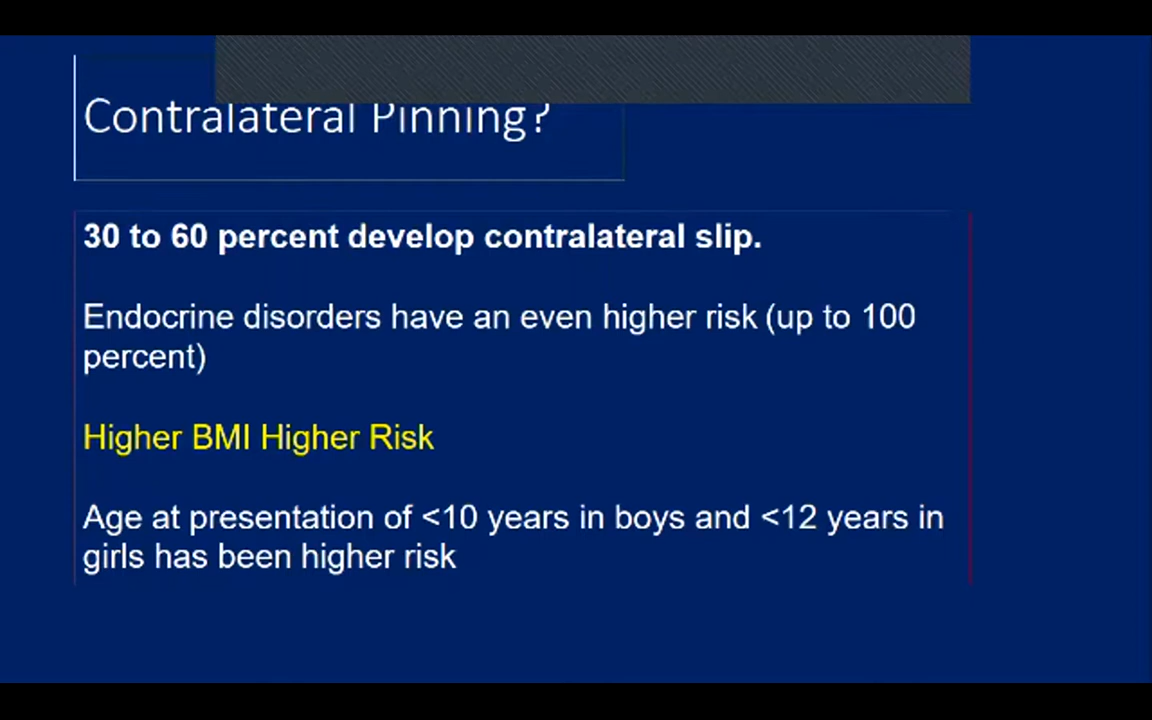 Contralateral Pinning?
30 to 60 percent develop contralateral slip.
Endocrine disorders have an even higher risk (up to 100
percent)
Higher BMI Higher Risk
Age at presentation of <10 years in boys and <12 years in
girls has been higher risk